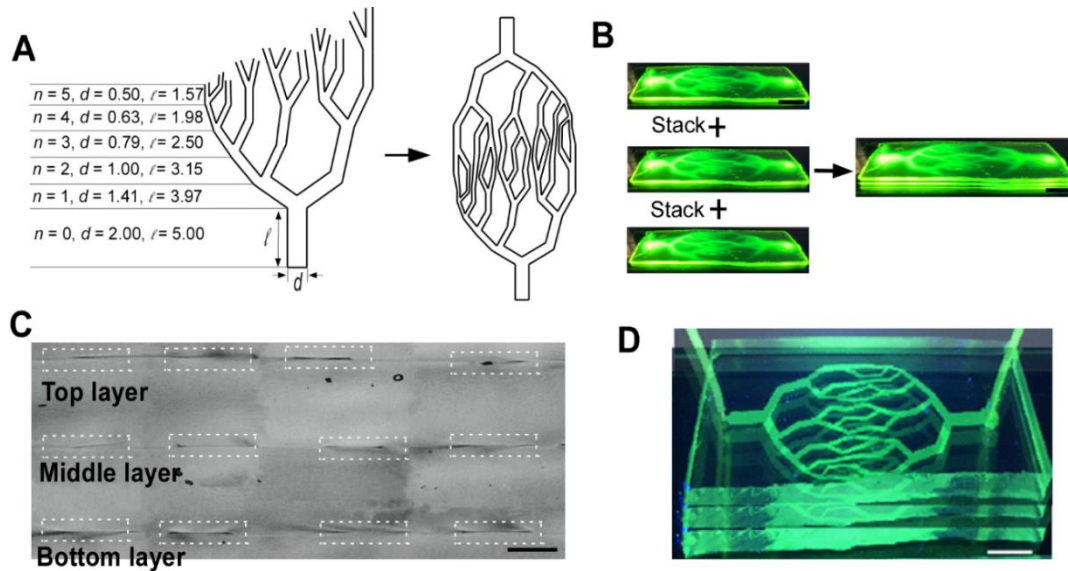 A
n = 5, d = 0.50, ℓ = 1.57
n = 4, d = 0.63, ℓ = 1.98
n = 3, d = 0.79, ℓ = 2.50
n = 2, d = 1.00, ℓ = 3.15
n = 1, d = 1.41, ℓ = 3.97
n = 0, d = 2.00, ℓ = 5.00
ℓ
d
B
Stack +
Stack +
C
Top layer
Middle layer
Bottom layer
D